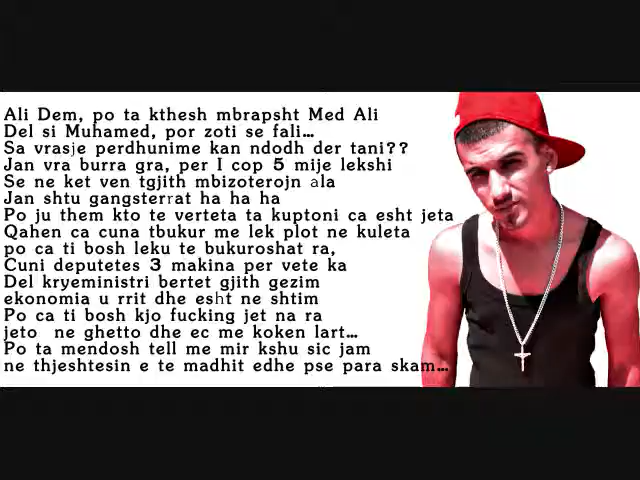 Ali Dem, po ta kthesh mbrapsht Med Ali
Del si Muhamed, por zoti se fali...
Sa vrasje perdhunime kan ndodh der tani??
Jan vra burra gra, per I cop 5 mije lekshi
Se ne ket ven tgjith mbizoterojn ala
Jan shtu gangsterrat ha ha ha
Po ju them kto te verteta ta kuptoni ca esht jeta
Qahen ca cuna tbukur me lek plot ne kuleta
po ca ti bosh leku te bukuroshat ra,
Cuni deputetes 3 makina per vete ka
Del kryeministri bertet gjith gezim
ekonomia u rrit dhe esht ne shtim
Po ca ti bosh kjo fucking jet na ra
jeto ne ghetto dhe ec me koken lart...
Po ta mendosh tell me mir kshu sic jam
ne thjeshtesin e te madhit edhe pse para skam...